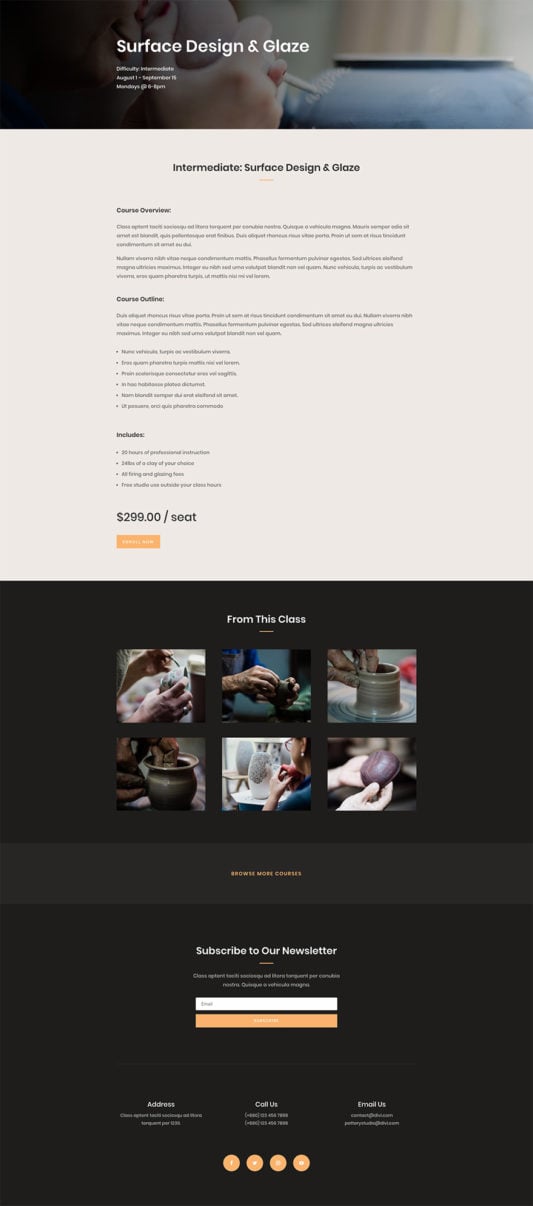 Surface Design & Glaze
Difficulty: Intermediate
August 1 - September 15
Mondays @ 6-8pm
Intermediate: Surface Design & Glaze
Course Overview:
Class aptent taciti sociosqu ad litora torquent per conubia nostra. Quisque a vehicula magna. Mauris semper odio sit
amet est blandit, quis pellentesque erat finibus. Duis aliquet rhoncus risus vitae porta. Proin ut sem at risus tincidunt
condimentum sit amet eu dui.
Nullam viverra nibh vitae neque condimentum mattis. Phasellus fermentum pulvinar egestas. Sed ultrices eleifend
magna ultricies maximus. Integer eu nibh sed urna volutpat blandit non vel quam. Nunc vehicula, turpis ac vestibulum
viverra, eros quam pharetra turpis, ut mattis nisi mi vel lorem.
Course Outline:
Duis aliquet rhoncus risus vitae porta. Proin ut sem at risus tincidunt condimentum sit amet eu dui. Nullam viverra nibh
vitae neque condimentum mattis. Phasellus fermentum pulvinar egestas. Sed ultrices eleifend magna ultricies
maximus. Integer eu nibh sed urna volutpat blandit non vel quam.
• Nunc vehicula, turpis ac vestibulum viverra.
• Eros quam pharetra turpis mattis nisi vel lorem.
• Proin scelerisque consectetur eros vel sagittis.
• In hac habitasse platea dictumst.
• Nam blandit semper dui erat eleifend sit amet.
• Ut posuere, orci quis pharetra commodo
Includes:
• 20 hours of professional instruction
• 24lbs of a clay of your choice
• All firing and glazing fees
• Free studio use outside your class hours
$299.00 / seat
ENROLL NOW
From This Class
BROWSE MORE COURSES
Subscribe to Our Newsletter
Class aptent taciti sociosqu ad litora torquent per conubia
nostra. Quisque a vehicula magna.
Email
SUBSCRIBE
Address
Call Us
Email Us
Class aptent taciti sociosqu ad litora
torquent per 1235.
(+880) 123 456 7898
(+880) 123 456 7898
contact@divi.com
potterystudio@divi.com